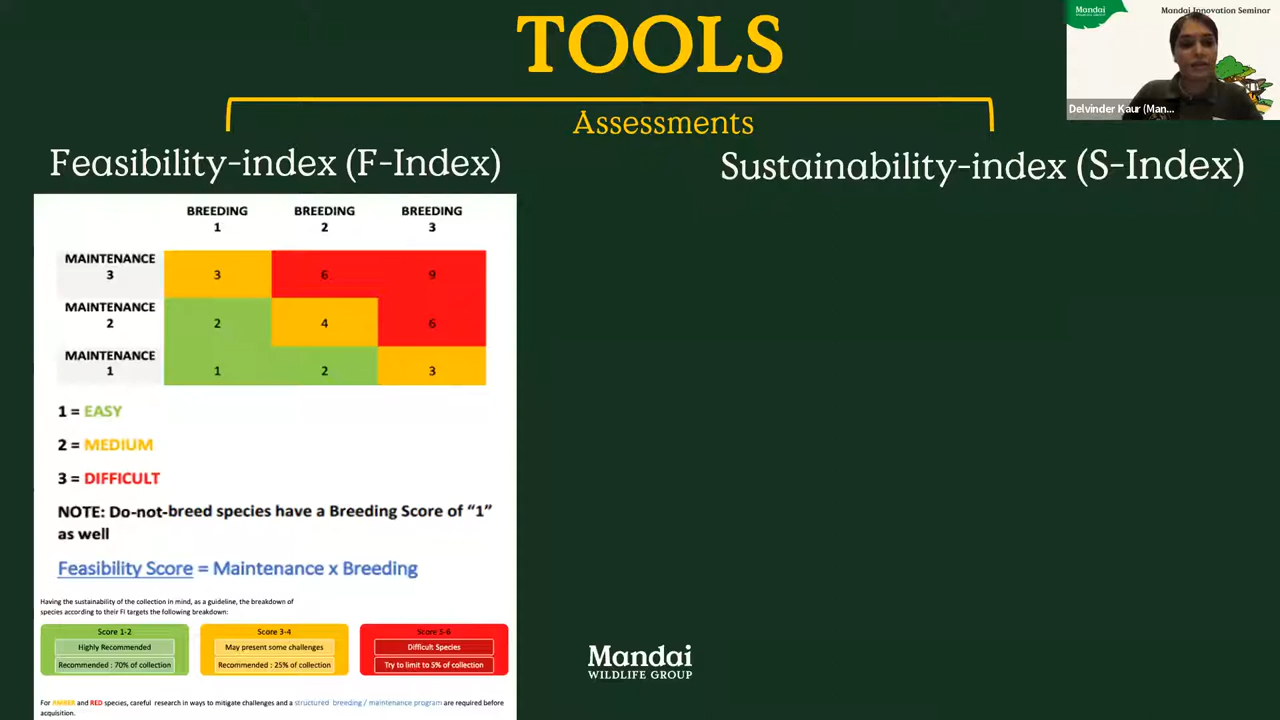 TOOLS
Assessments
Mandai
Mandai Innovation Seminar
Delvinder Kaur (Man...
Feasibility-index (F-Index)
Sustainability-index (S-Index)
BREEDING BREEDING BREEDING
1 2 3
MAINTENANCE
3
3 6 9
MAINTENANCE
2
2 4 6
MAINTENANCE
1
1 2 3
1 = EASY
2 = MEDIUM
3 = DIFFICULT
NOTE: Do-not-breed species have a Breeding Score of “1”
as well
Feasibility Score = Maintenance x Breeding
Having the sustainability of the collection in mind, as a guideline, the breakdown of
species according to their FI targets the following breakdown:
Score 1-2
Highly Recommended
Recommended : 70% of collection
Score 3-4
May present some challenges
Recommended : 25% of collection
Score 5-6
Difficult Species
Try to limit to 5% of collection
For AMBER and RED species, careful research in ways to mitigate challenges and a structured breeding / maintenance program are required before
acquisition.
Mandai
WILDLIFE GROUP